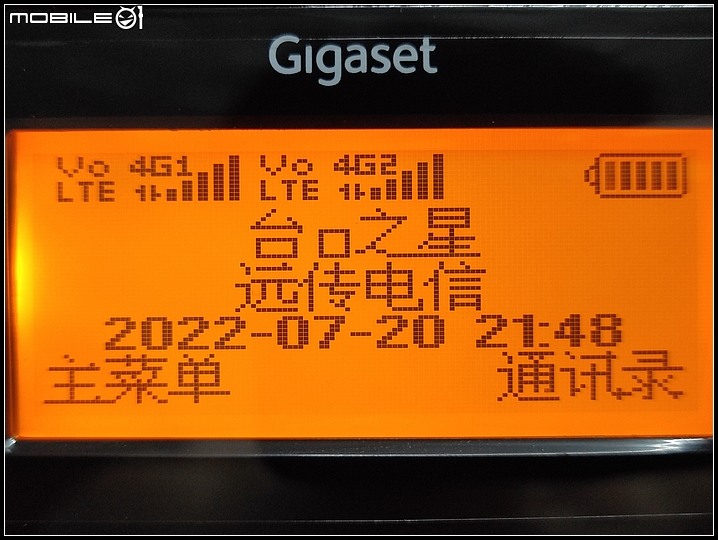 MOBILE01
Gigaset
Vo LTE 4G1 Vo LTE 4G2
台口之星
远传电信
2022-07-20 21:48
主菜单 通讯录